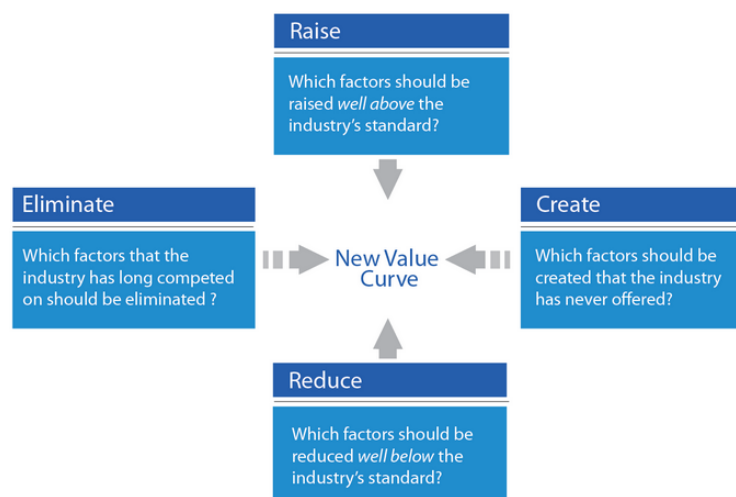 Raise
Which factors should be
raised well above the
industry's standard?
Eliminate
Which factors that the
industry has long competed
on should be eliminated ?
New Value
Curve
Create
Which factors should be
created that the industry
has never offered?
Reduce
Which factors should be
reduced well below the
industry's standard?